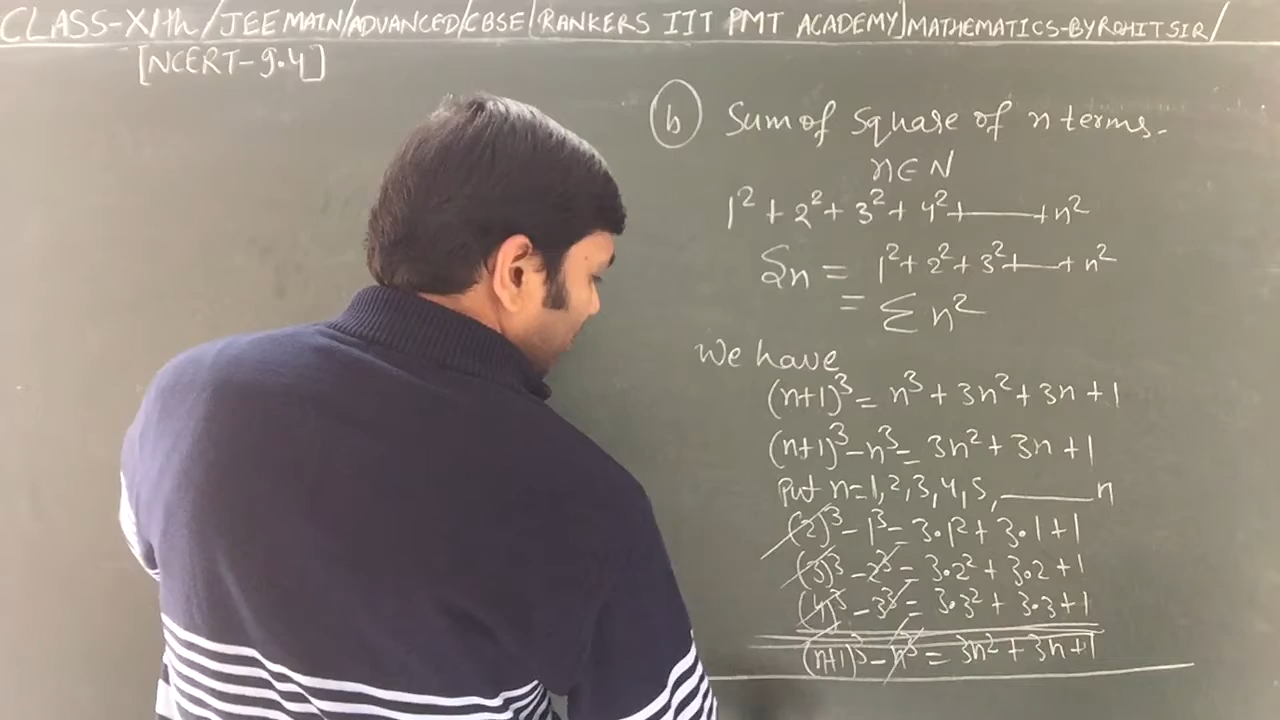 CLASS-XIth/JEE MAIN/ADVANCED/CBSE/RANKERS IIT PMT ACADEMY]MATHEMATICS-BY ROHIT SIR/
[NCERT-9.4]
(b) Sum of square of n terms.
n∈N
1² + 2² + 3² + 4² + —— + n²
Sn = 1² + 2² + 3² + —— + n²
= Σn²
We have
(n+1)³ = n³ + 3n² + 3n + 1
(n+1)³ - n³ = 3n² + 3n + 1
Put n=1,2,3,4,5, —— n
(2)³ - 1³ = 3·1² + 3·1 + 1
(3)³ - 2³ = 3·2² + 3·2 + 1
(4)³ - 3³ = 3·3² + 3·3 + 1
(n+1)³ - n³ = 3n² + 3n + 1